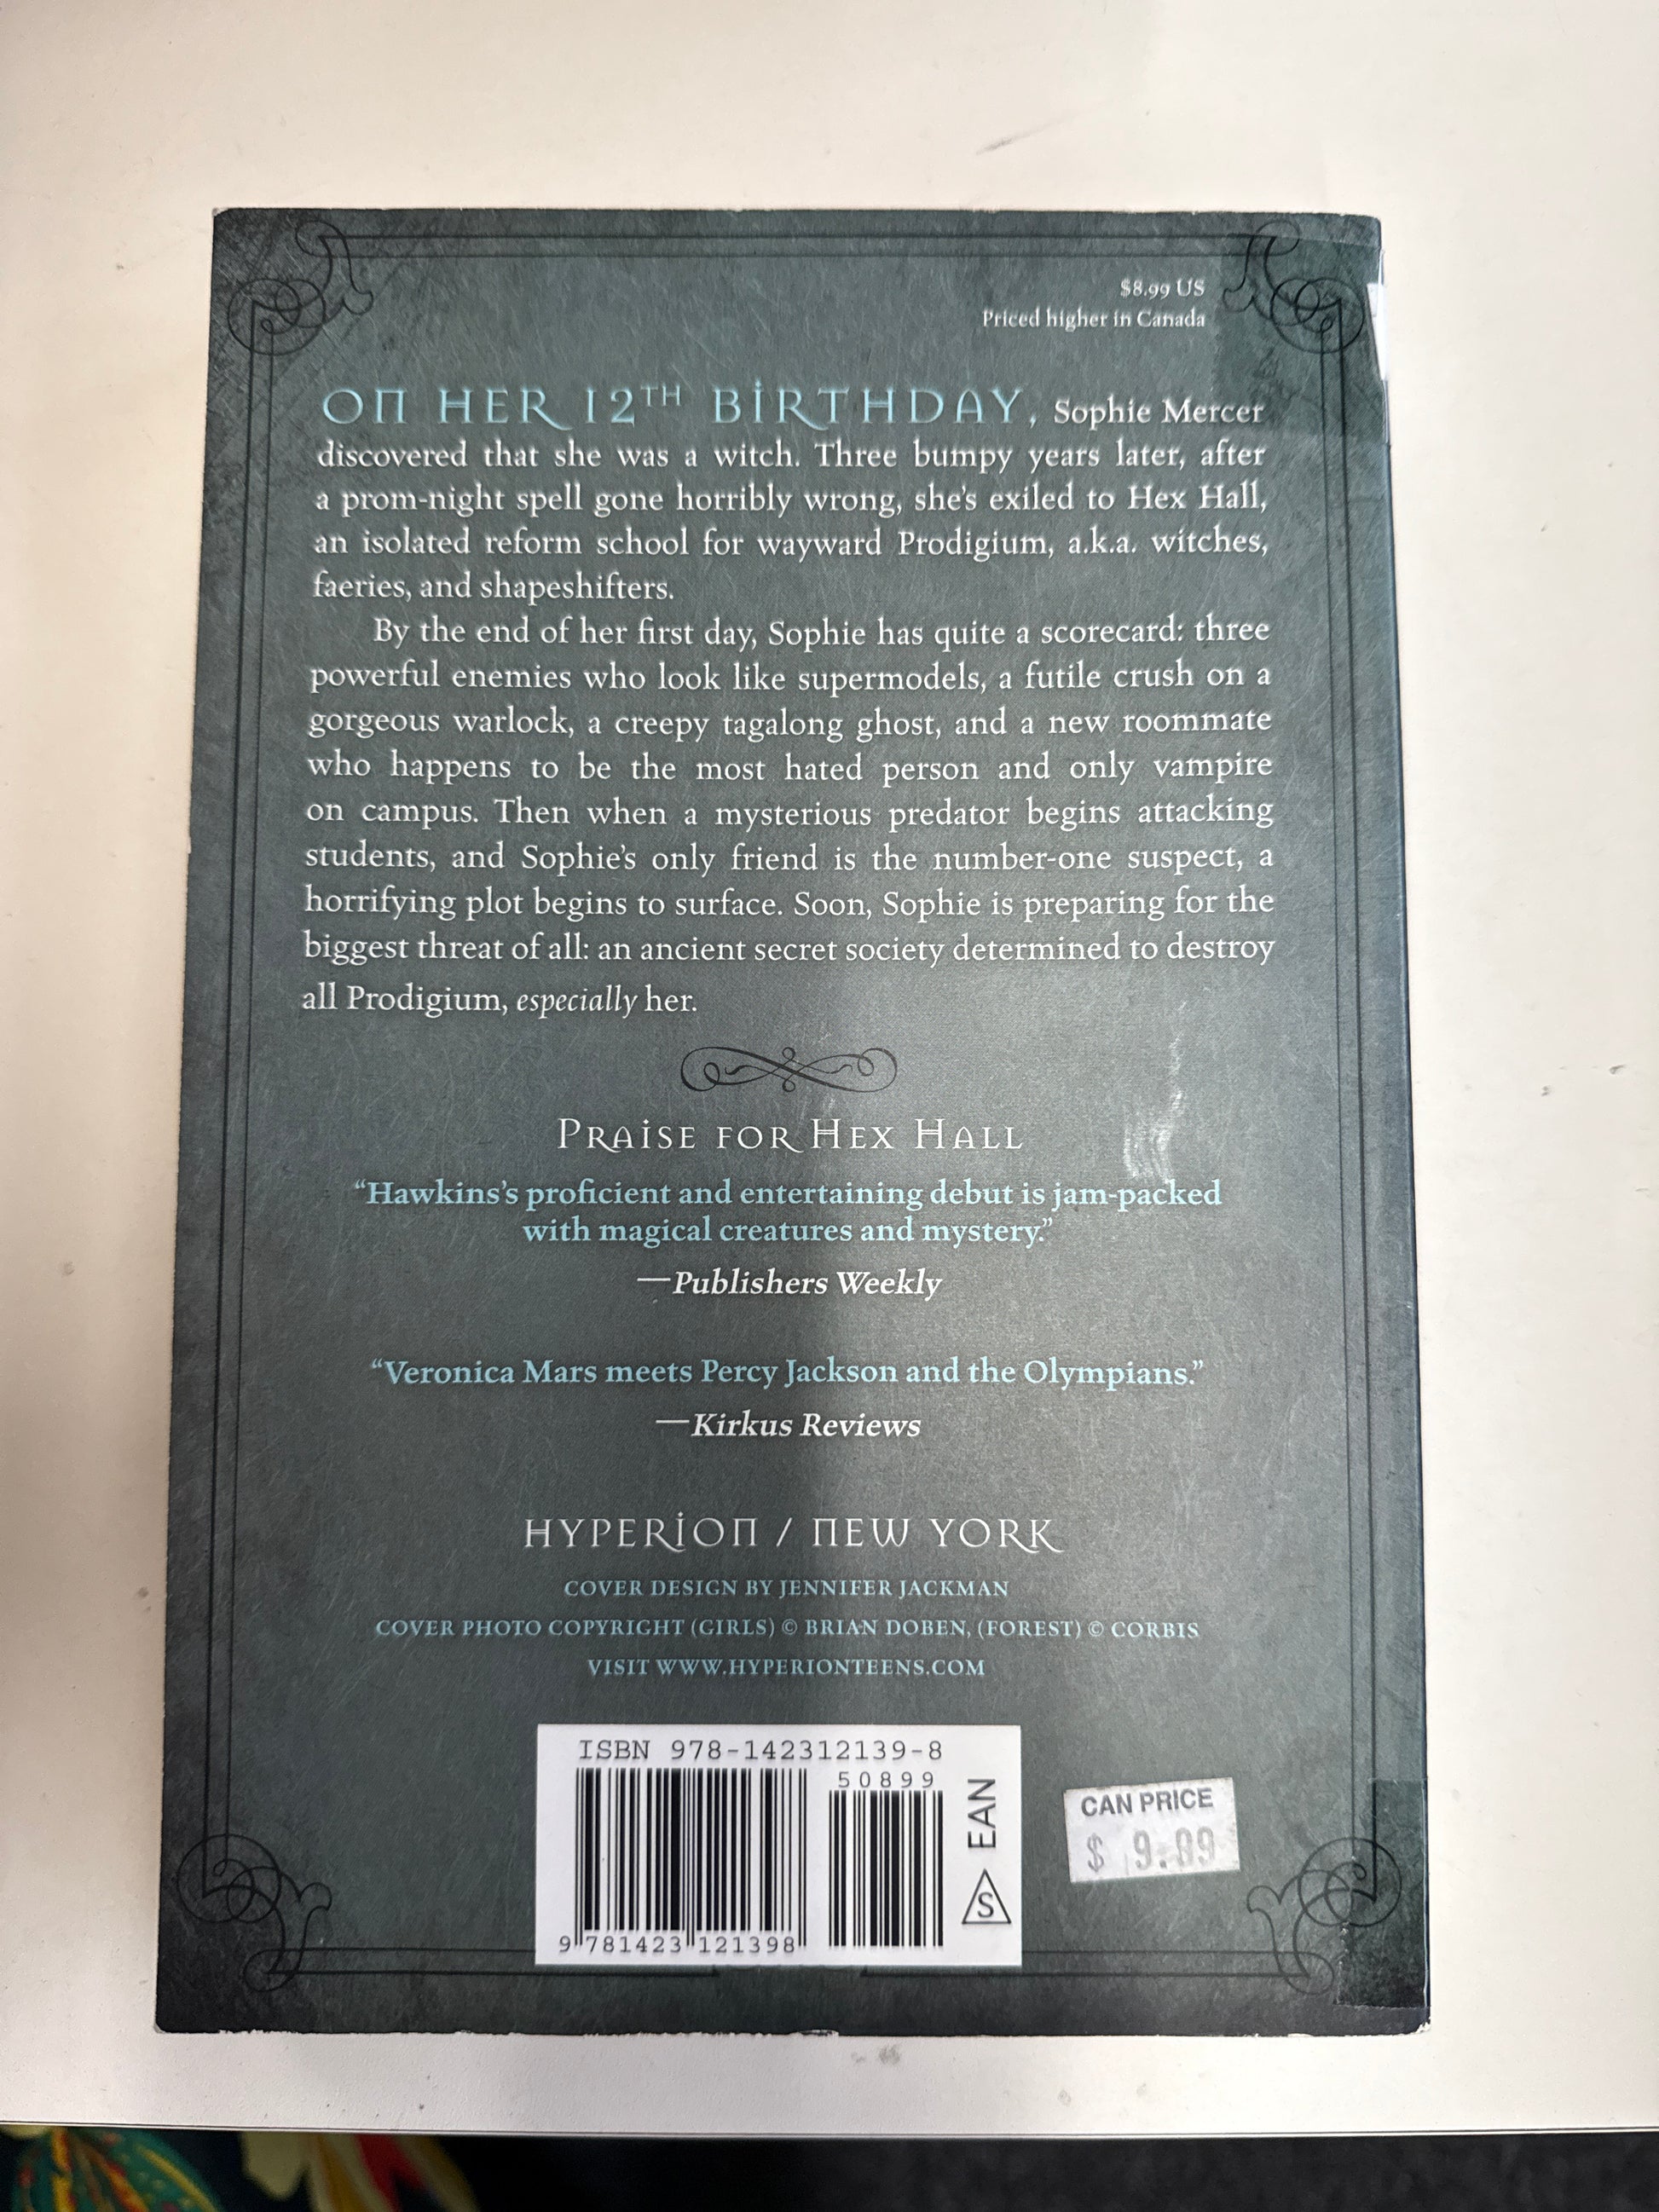 $8.99 US
Priced higher in Canada
ON HER 12TH BIRTHDAY, Sophie Mercer
discovered that she was a witch. Three bumpy years later, after
a prom-night spell gone horribly wrong, she's exiled to Hex Hall,
an isolated reform school for wayward Prodigium, a.k.a. witches,
faeries, and shapeshifters.
By the end of her first day, Sophie has quite a scorecard: three
powerful enemies who look like supermodels, a futile crush on a
gorgeous warlock, a creepy tagalong ghost, and a new roommate
who happens to be the most hated person and only vampire
on campus. Then when a mysterious predator begins attacking
students, and Sophie's only friend is the number-one suspect, a
horrifying plot begins to surface. Soon, Sophie is preparing for the
biggest threat of all: an ancient secret society determined to destroy
all Prodigium, especially her.
PRAISE FOR HEX HALL
“Hawkins's proficient and entertaining debut is jam-packed
with magical creatures and mystery.”
—Publishers Weekly
“Veronica Mars meets Percy Jackson and the Olympians.”
—Kirkus Reviews
HYPERION / NEW YORK
COVER DESIGN BY JENNIFER JACKMAN
COVER PHOTO COPYRIGHT (GIRLS) © BRIAN DOBEN, (FOREST) © CORBIS
VISIT WWW.HYPERIONTEENS.COM
ISBN 978-142312139-8
50899
EAN
S
9 781423 121398
CAN PRICE
$ 9.89